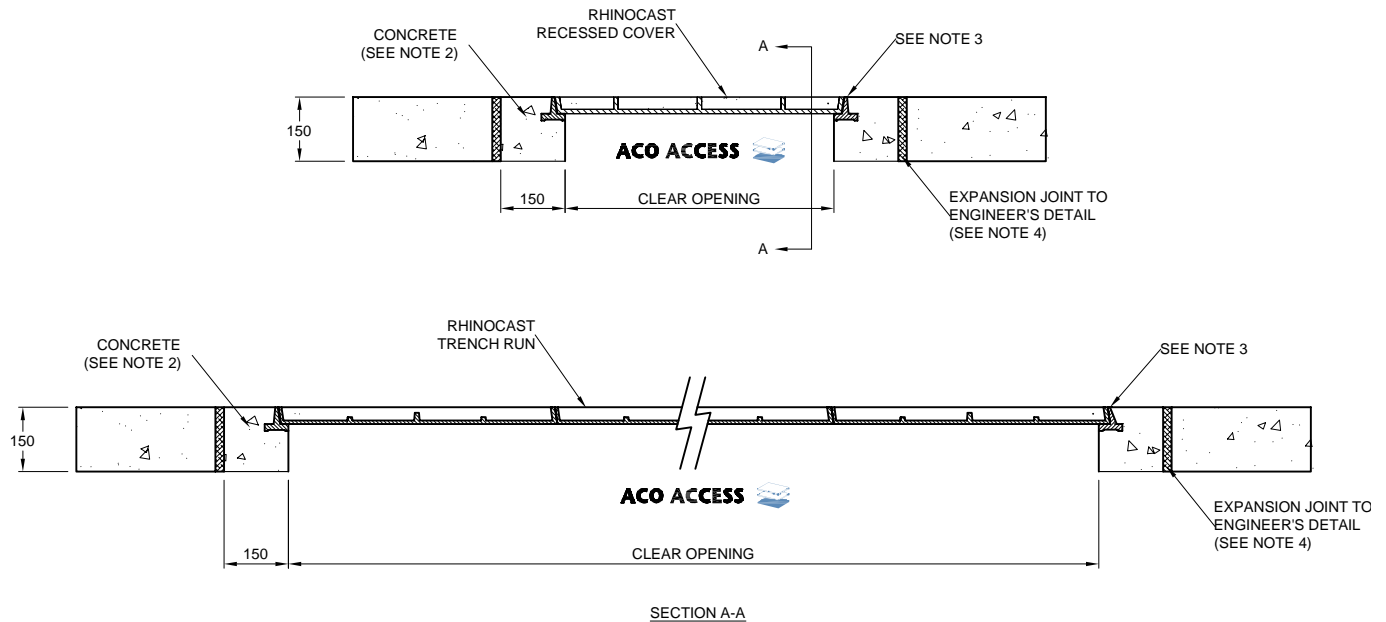 RHINOCAST
RECESSED COVER
CONCRETE
(SEE NOTE 2)
A
SEE NOTE 3
150
ACO ACCESS
150
CLEAR OPENING
EXPANSION JOINT TO
ENGINEER'S DETAIL
(SEE NOTE 4)
A
RHINOCAST
TRENCH RUN
CONCRETE
(SEE NOTE 2)
SEE NOTE 3
150
ACO ACCESS
EXPANSION JOINT TO
ENGINEER'S DETAIL
(SEE NOTE 4)
150
CLEAR OPENING
SECTION A-A